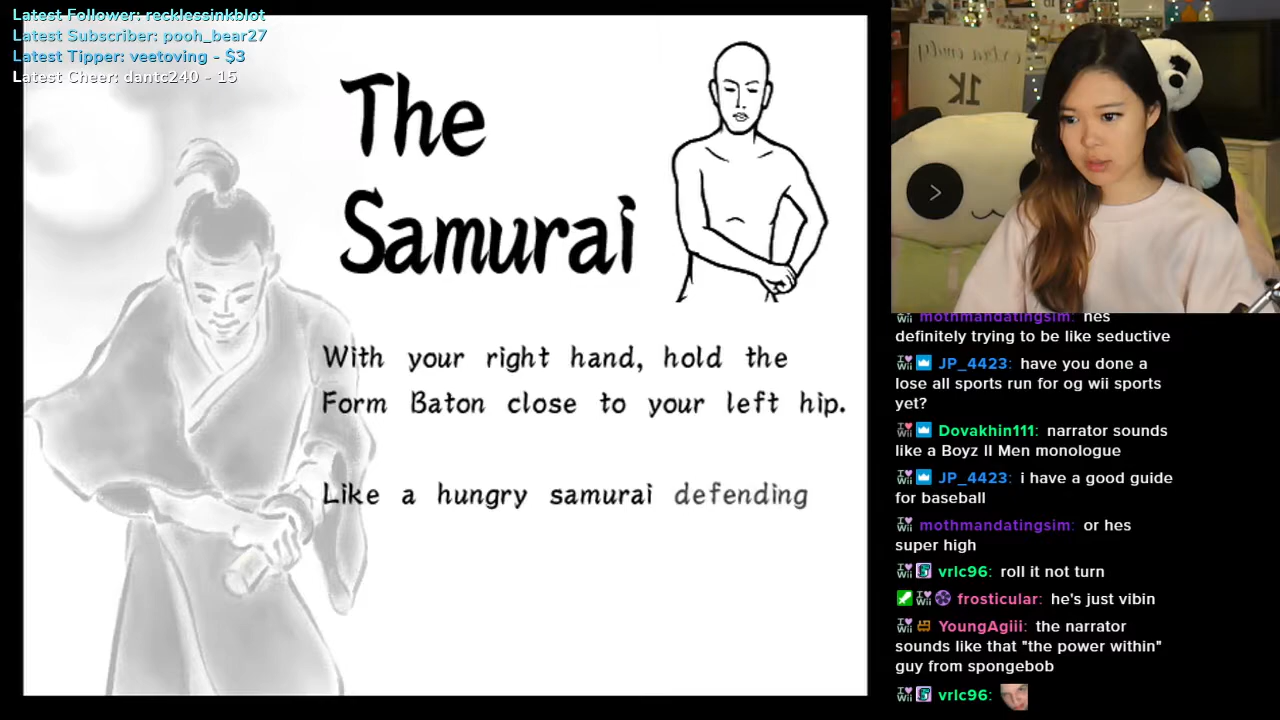 Latest Follower: recklessinkblot
Latest Subscriber: pooh_bear27
Latest Tipper: veetoving - $3
Latest Cheer: dantc240 - 15
The
Samurai
With your right hand, hold the
Form Baton close to your left hip.
Like a hungry samurai defending
extra emily
1K
mothmandatingsim: hes
definitely trying to be like seductive
JP_4423: have you done a
lose all sports run for og wii sports
yet?
Dovakhin111: narrator sounds
like a Boyz II Men monologue
JP_4423: i have a good guide
for baseball
mothmandatingsim: or hes
super high
vrlc96: roll it not turn
frosticular: he's just vibin
YoungAgiii: the narrator
sounds like that "the power within"
guy from spongebob
vrlc96: